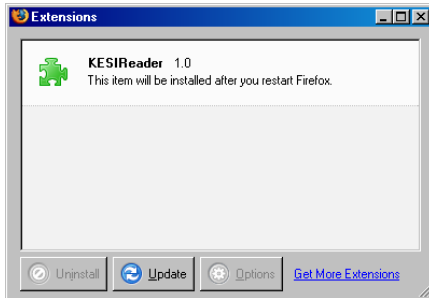 Extensions
KESIReader 1.0
This item will be installed after you restart Firefox.
Uninstall Update Options Get More Extensions